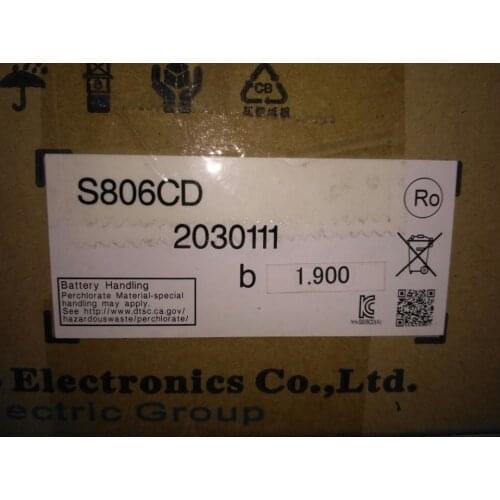 CB
S806CD
Ro
2030111
b 1.900
Battery Handling
Perchlorate Material-special
handling may apply.
See http://www.dtsc.ca.gov/
hazardouswaste/perchlorate/
Electronics Co.,Ltd.
lectric Group